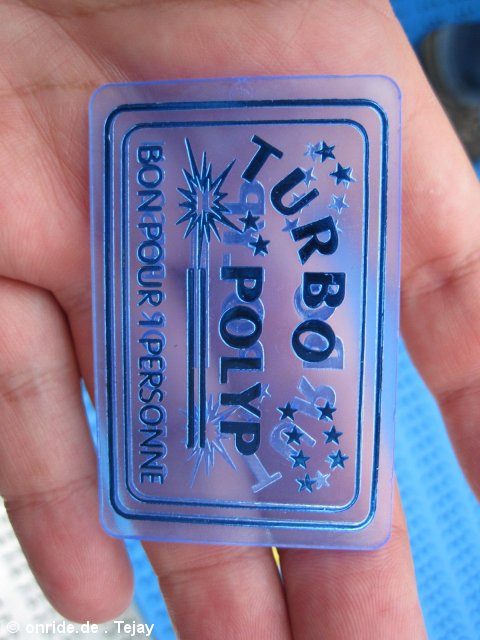 TURBO
POLYP
BON POUR 1 PERSONNE
© onride.de . Tejay